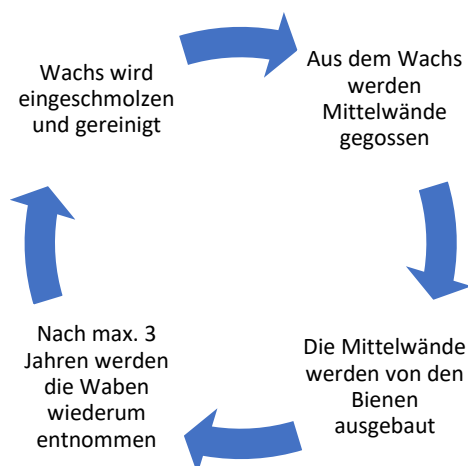 Wachs wird
eingeschmolzen
und gereinigt
Aus dem Wachs
werden
Mittelwände
gegossen
Die Mittelwände
werden von den
Bienen
ausgebaut
Nach max. 3
Jahren werden
die Waben
wiederum
entnommen